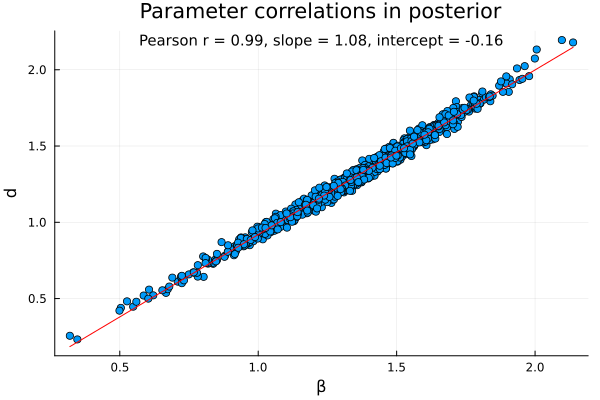 Parameter correlations in posterior
Pearson r = 0.99, slope = 1.08, intercept = -0.16
2.0
1.5
d
1.0
0.5
0.5 1.0 1.5 2.0
β